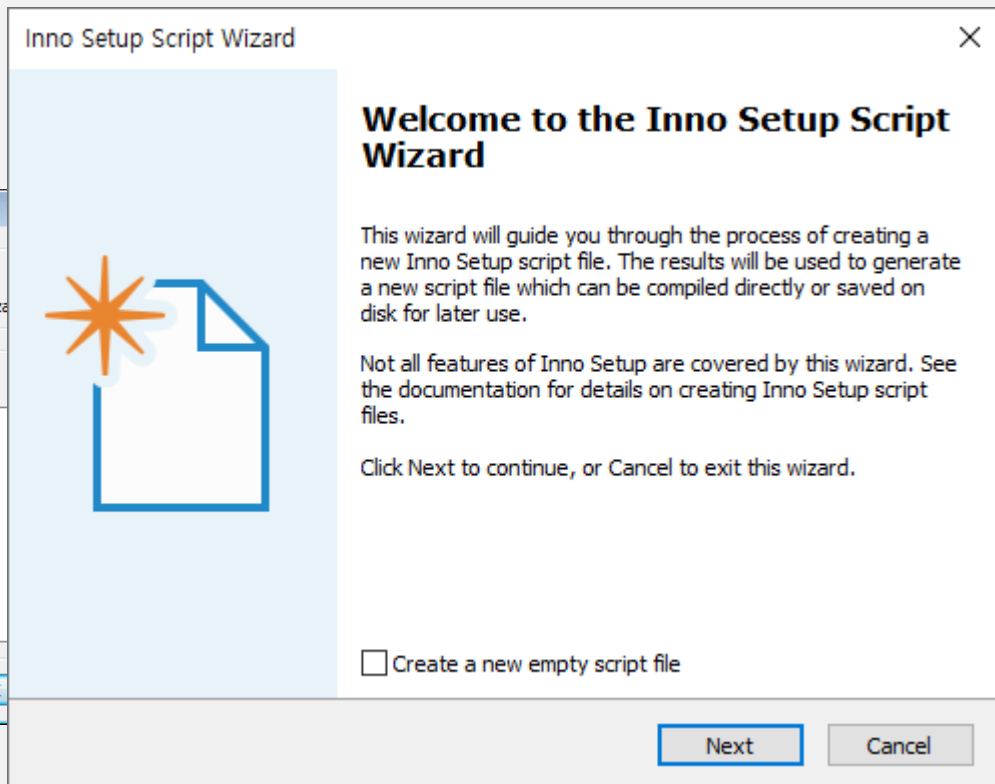 Inno Setup Script Wizard
Welcome to the Inno Setup Script
Wizard
This wizard will guide you through the process of creating a
new Inno Setup script file. The results will be used to generate
a new script file which can be compiled directly or saved on
disk for later use.
Not all features of Inno Setup are covered by this wizard. See
the documentation for details on creating Inno Setup script
files.
Click Next to continue, or Cancel to exit this wizard.
Create a new empty script file
Next
Cancel